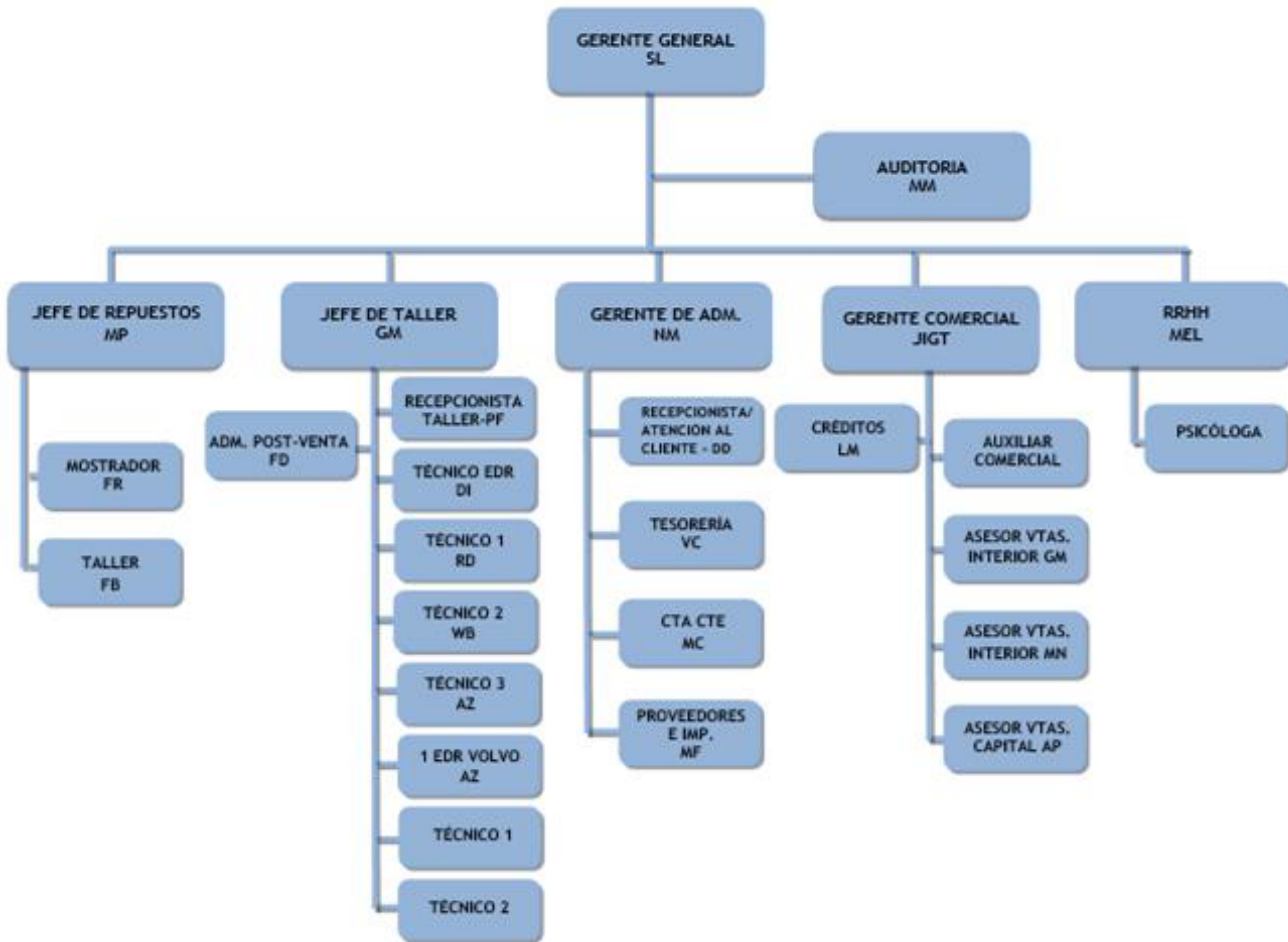 GERENTE GENERAL
SL
AUDITORIA
MM
JEFE DE REPUESTOS
MP
JEFE DE TALLER
GM
GERENTE DE ADM.
NM
GERENTE COMERCIAL
JIGT
RRHH
MEL
MOSTRADOR
FR
TALLER
FB
ADM. POST-VENTA
FD
RECEPCIONISTA
TALLER-PF
TÉCNICO EDR
DI
TÉCNICO 1
RD
TÉCNICO 2
WB
TÉCNICO 3
AZ
1 EDR VOLVO
AZ
TÉCNICO 1
TÉCNICO 2
RECEPCIONISTA/
ATENCION AL
CLIENTE - DD
TESORERÍA
VC
CTA CTE
MC
PROVEEDORES
E IMP.
MF
CRÉDITOS
LM
AUXILIAR
COMERCIAL
ASESOR VTAS.
INTERIOR GM
ASESOR VTAS.
INTERIOR MN
ASESOR VTAS.
CAPITAL AP
PSICÓLOGA